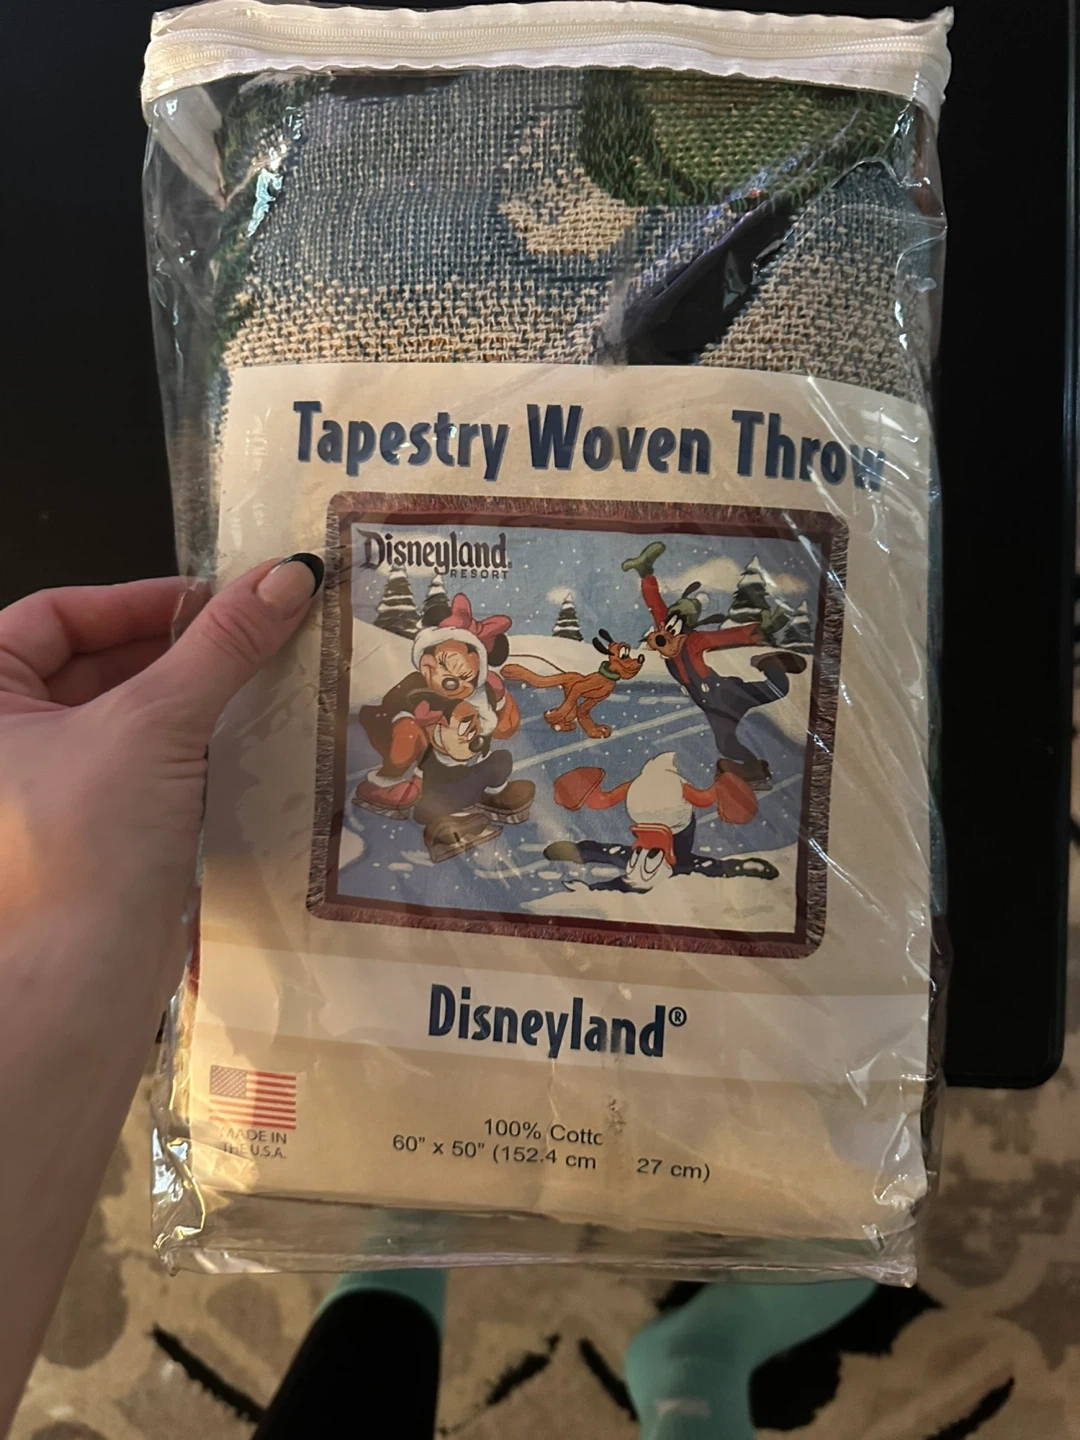 Tapestry Woven Throw
Disneyland®
RESORT
Disneyland®
MADE IN
THE U.S.A.
100% Cotto
60" x 50" (152.4 cm 27 cm)